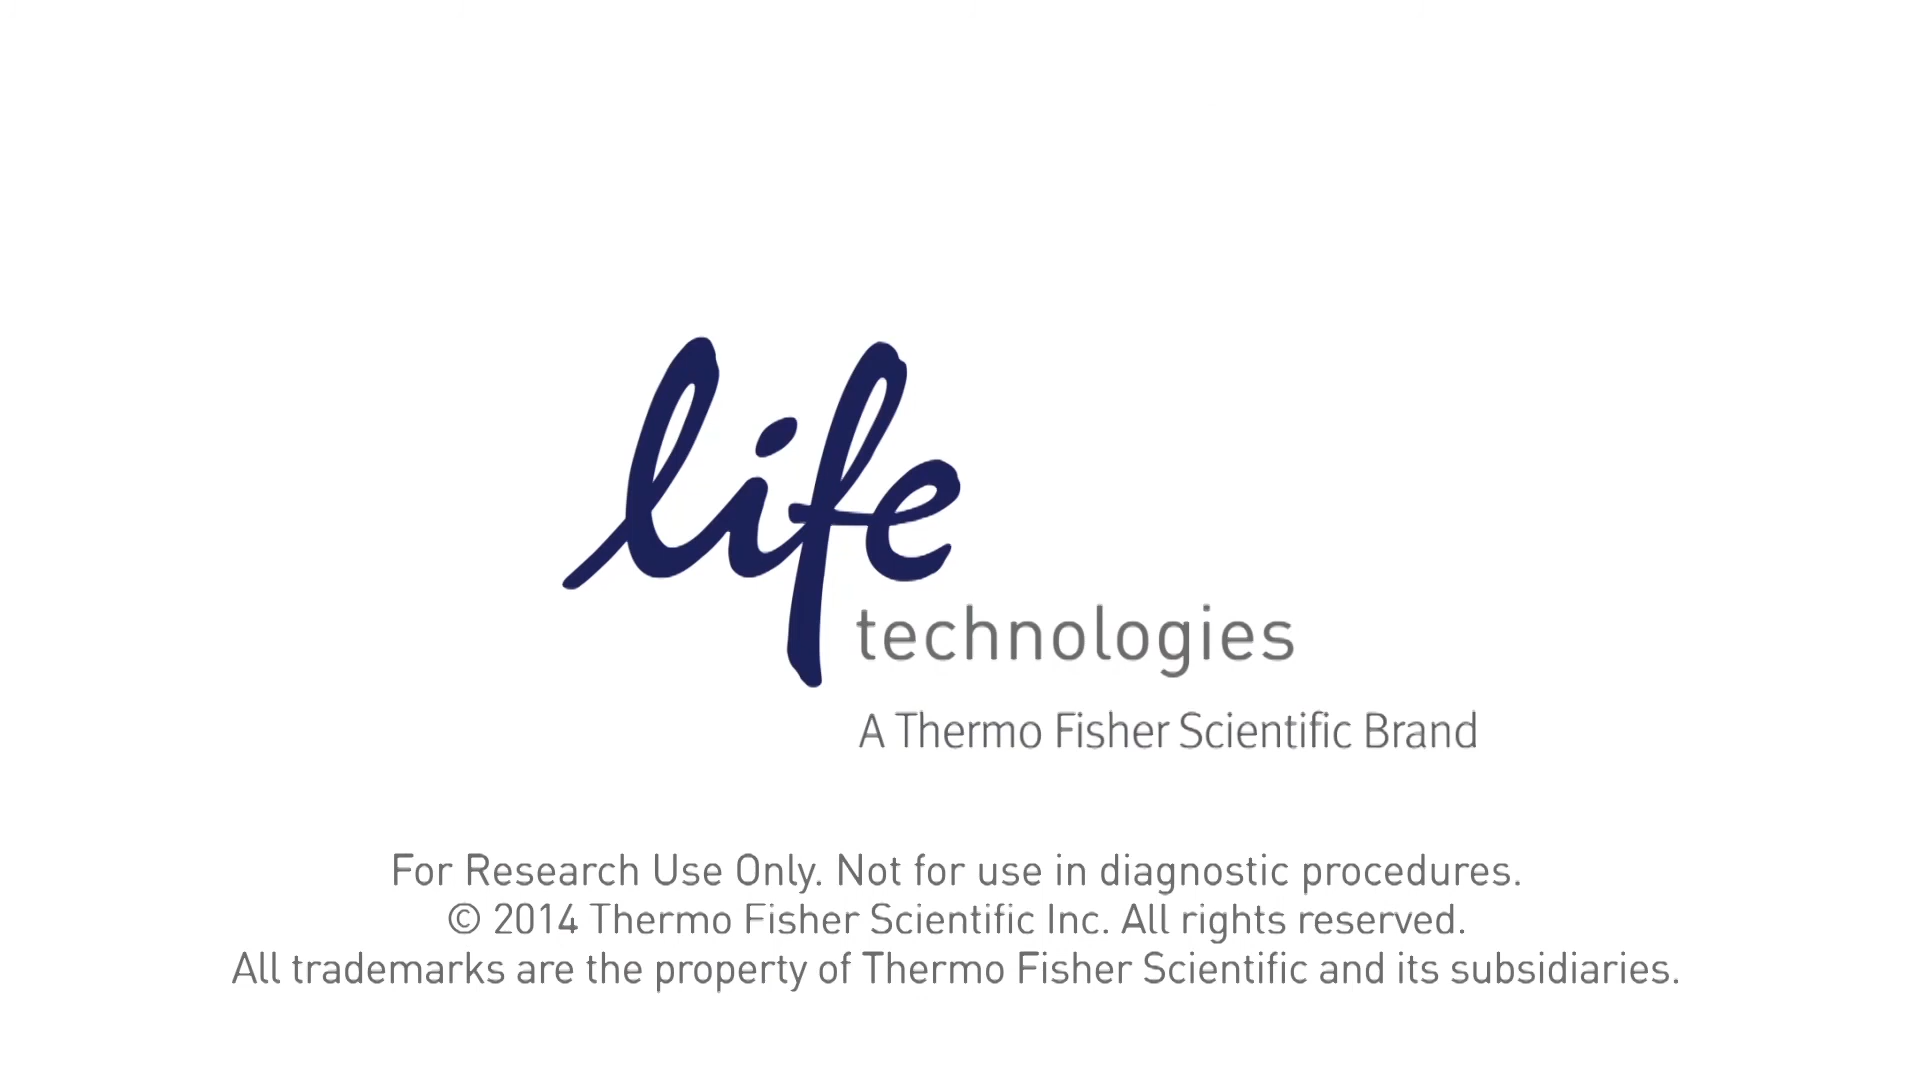 life
technologies
A Thermo Fisher Scientific Brand
For Research Use Only. Not for use in diagnostic procedures.
© 2014 Thermo Fisher Scientific Inc. All rights reserved.
All trademarks are the property of Thermo Fisher Scientific and its subsidiaries.